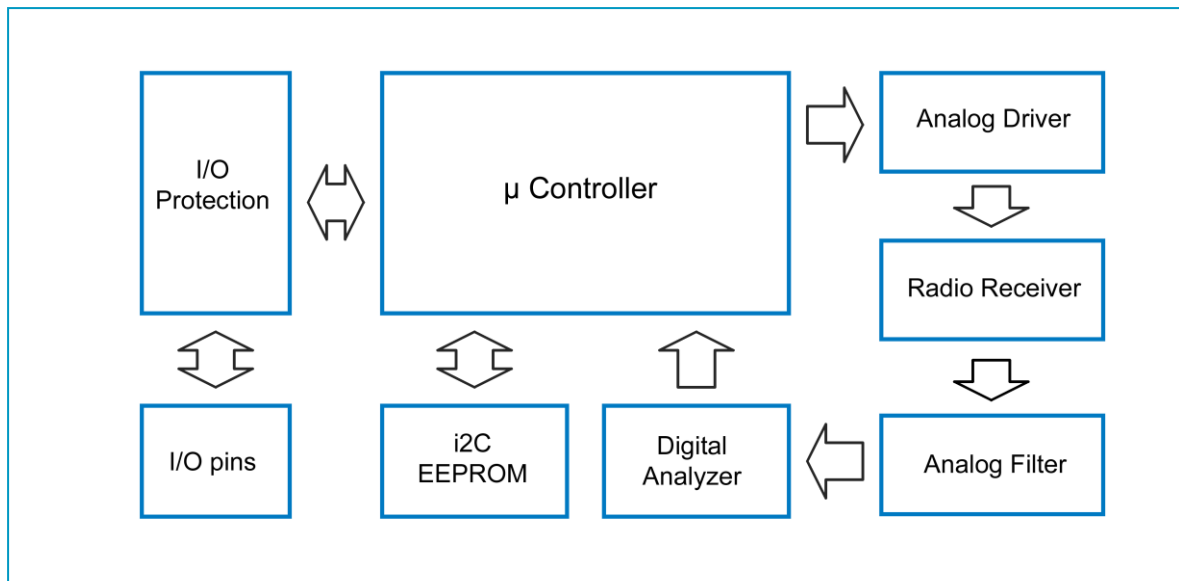 I/O
Protection
µ Controller
Analog Driver
Radio Receiver
I/O pins
i2C
EEPROM
Digital
Analyzer
Analog Filter